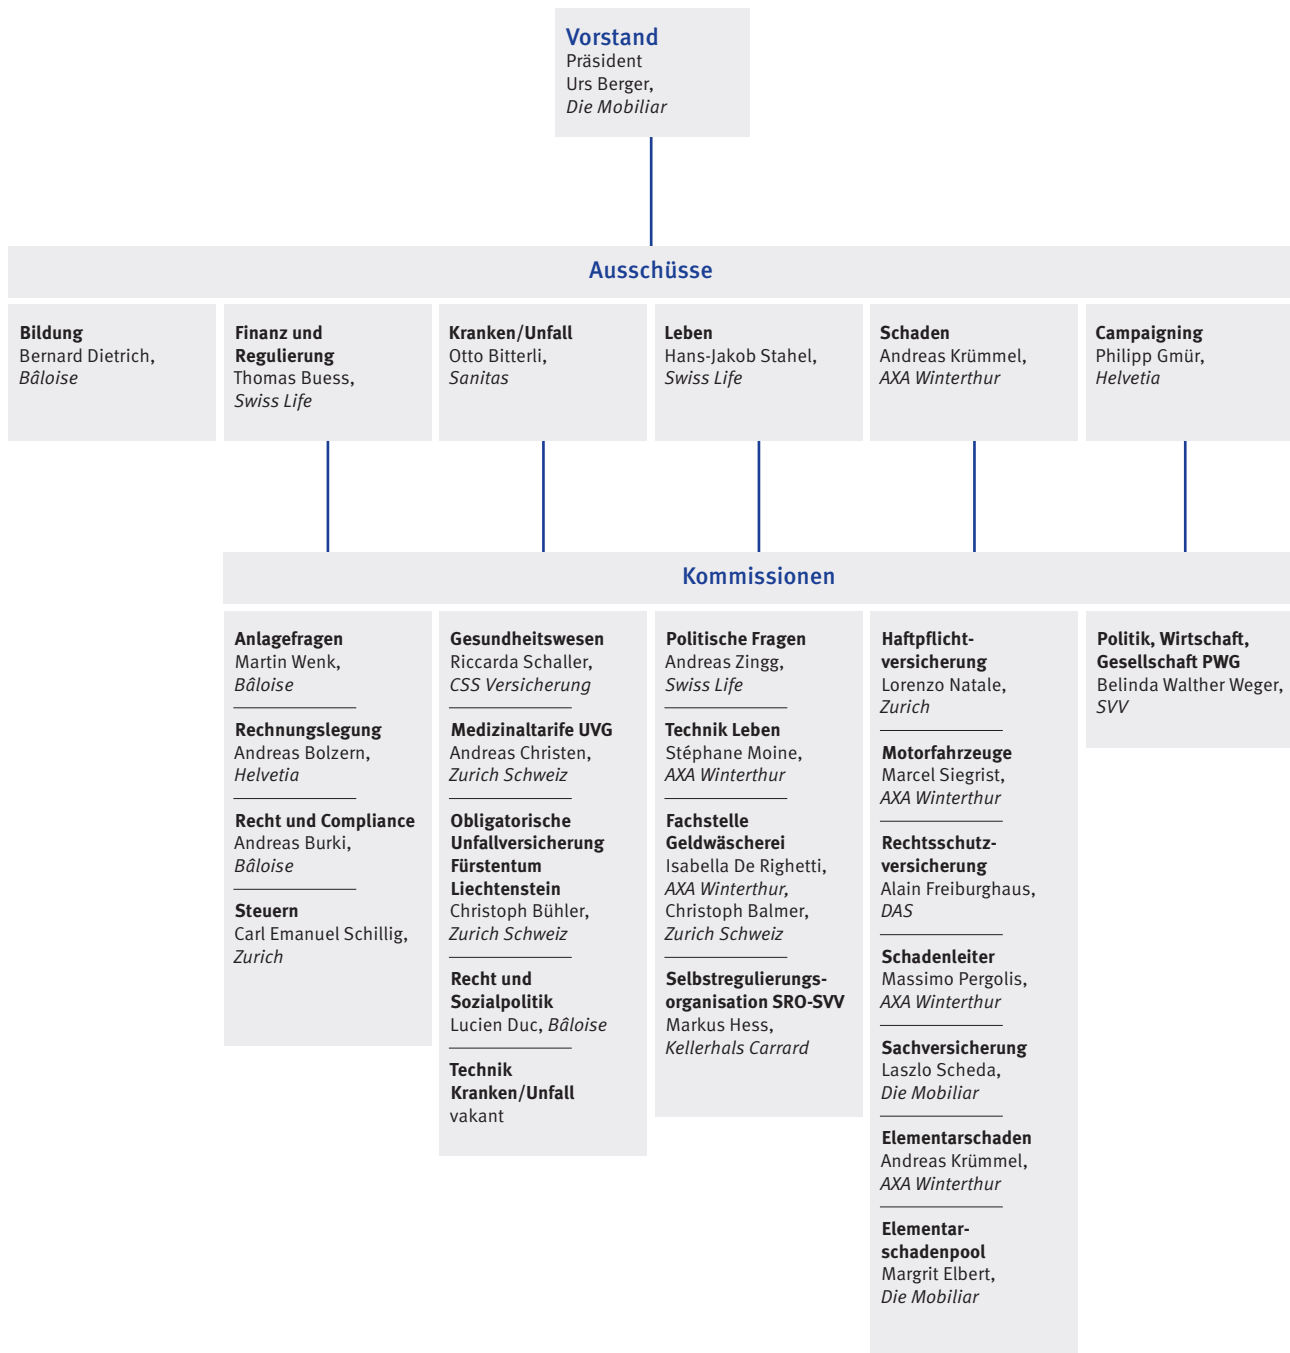 Vorstand
Präsident
Urs Berger,
Die Mobiliar
Ausschüsse
Bildung
Bernard Dietrich,
Bâloise
Finanz und
Regulierung
Thomas Buess,
Swiss Life
Kranken/Unfall
Otto Bitterli,
Sanitas
Leben
Hans-Jakob Stahel,
Swiss Life
Schaden
Andreas Krümmel,
AXA Winterthur
Campaigning
Philipp Gmür,
Helvetia
Kommissionen
Anlagefragen
Martin Wenk,
Bâloise
Rechnungslegung
Andreas Bolzern,
Helvetia
Recht und Compliance
Andreas Burki,
Bâloise
Steuern
Carl Emanuel Schillig,
Zurich
Gesundheitswesen
Riccarda Schaller,
CSS Versicherung
Medizinaltarife UVG
Andreas Christen,
Zurich Schweiz
Obligatorische
Unfallversicherung
Fürstentum
Liechtenstein
Christoph Bühler,
Zurich Schweiz
Recht und
Sozialpolitik
Lucien Duc, Bâloise
Technik
Kranken/Unfall
vakant
Politische Fragen
Andreas Zingg,
Swiss Life
Technik Leben
Stéphane Moine,
AXA Winterthur
Fachstelle
Geldwäscherei
Isabella De Righetti,
AXA Winterthur,
Christoph Balmer,
Zurich Schweiz
Selbstregulierungs-
organisation SRO-SVV
Markus Hess,
Kellerhals Carrard
Haftpflicht-
versicherung
Lorenzo Natale,
Zurich
Motorfahrzeuge
Marcel Siegrist,
AXA Winterthur
Rechtsschutz-
versicherung
Alain Freiburghaus,
DAS
Schadenleiter
Massimo Pergolis,
AXA Winterthur
Sachversicherung
Laszlo Scheda,
Die Mobiliar
Elementarschaden
Andreas Krümmel,
AXA Winterthur
Elementar-
schadenpool
Margrit Elbert,
Die Mobiliar
Politik, Wirtschaft,
Gesellschaft PWG
Belinda Walther Weger,
SVV